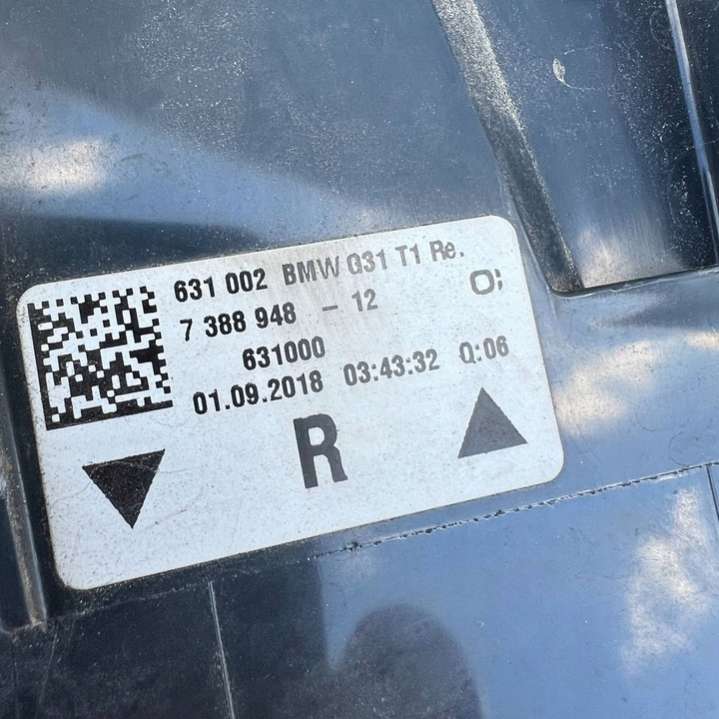 631 002 BMW G31 T1 Re.
7 388 948 - 12
631000
01.09.2018 03:43:32 Q:06
R